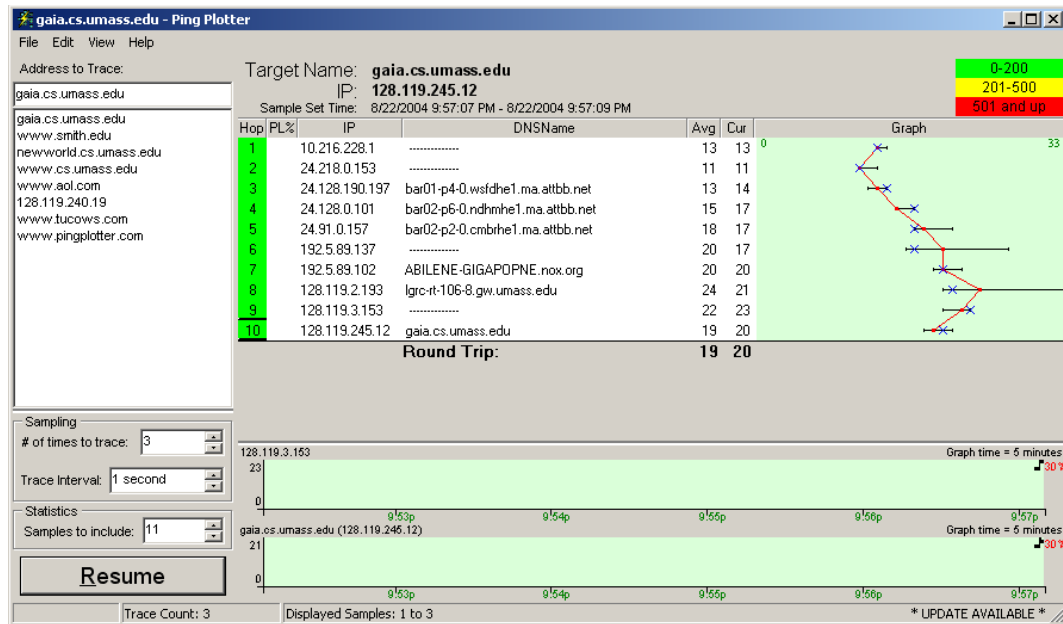 gaia.cs.umass.edu - Ping Plotter
File Edit View Help
Address to Trace:
gaia.cs.umass.edu
gaia.cs.umass.edu
www.smith.edu
newworld.cs.umass.edu
www.cs.umass.edu
www.aol.com
128.119.240.19
www.tucows.com
www.pingplotter.com
Target Name: gaia.cs.umass.edu
IP: 128.119.245.12
Sample Set Time: 8/22/2004 9:57:07 PM - 8/22/2004 9:57:09 PM
0-200
201-500
501 and up
Hop PL% IP DNSName Avg Cur Graph
1 10.216.228.1 ------------- 13 13 0 33
2 24.218.0.153 ------------- 11 11
3 24.128.190.197 bar01-p4-0.wsfdhe1.ma.attbb.net 13 14
4 24.128.0.101 bar02-p6-0.ndhmhe1.ma.attbb.net 15 17
5 24.91.0.157 bar02-p2-0.cmbrhe1.ma.attbb.net 18 17
6 192.5.89.137 ------------- 20 17
7 192.5.89.102 ABILENE-GIGAPOPNE.nox.org 20 20
8 128.119.2.193 lgrc-rt-106-8.gw.umass.edu 24 21
9 128.119.3.153 ------------- 22 23
10 128.119.245.12 gaia.cs.umass.edu 19 20
Round Trip: 19 20
Sampling
# of times to trace: 3
Trace Interval: 1 second
Statistics
Samples to include: 11
Resume
128.119.3.153 Graph time = 5 minutes
23 30
0
9:53p 9:54p 9:55p 9:56p 9:57p
gaia.cs.umass.edu (128.119.245.12) Graph time = 5 minutes
21 30
0
9:53p 9:54p 9:55p 9:56p 9:57p
Trace Count: 3 Displayed Samples: 1 to 3 * UPDATE AVAILABLE *